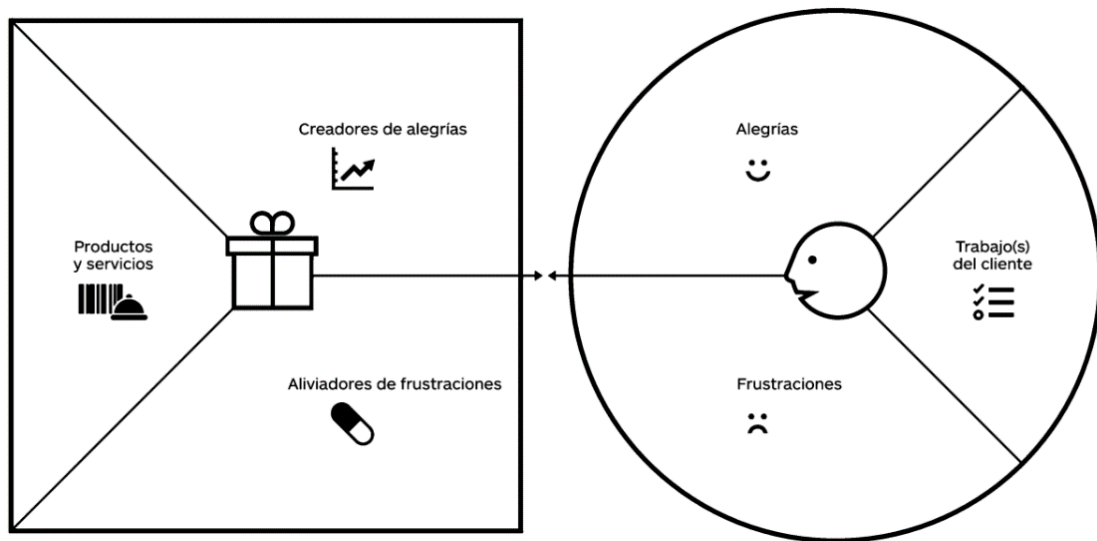 Creadores de alegrías
Productos
y servicios
Aliviadores de frustraciones
Alegrías
Trabajo(s)
del cliente
Frustraciones